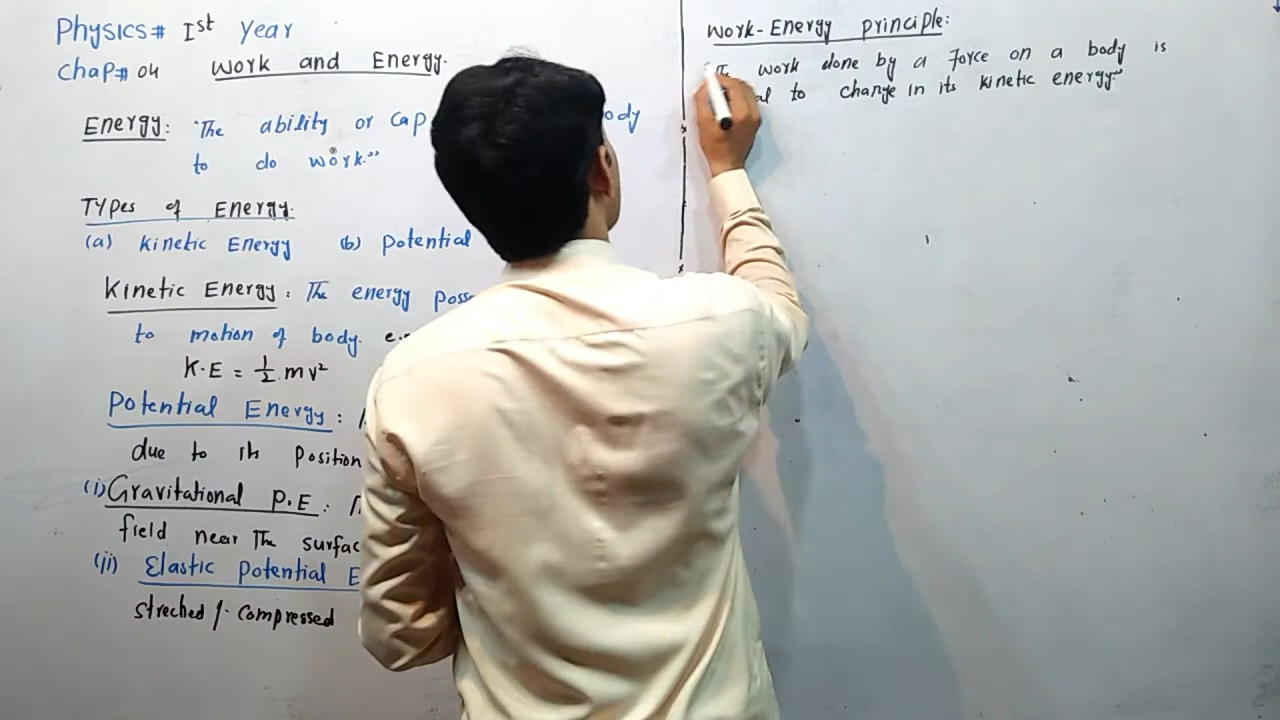 Physics# Ist year
Chap# 04 Work and Energy.
Energy: "The ability or cap ody
to do work."
Types of Energy.
(a) Kinetic Energy (b) Potential
Kinetic Energy: The energy poss
to motion of body. e.
K.E = ½ mv²
Potential Energy:
due to its position
(i) Gravitational P.E:
field near The surfac
(ii) Elastic Potential E
streched / compressed
Work-Energy principle:
"The work done by a force on a body is
al to change in its kinetic energy"